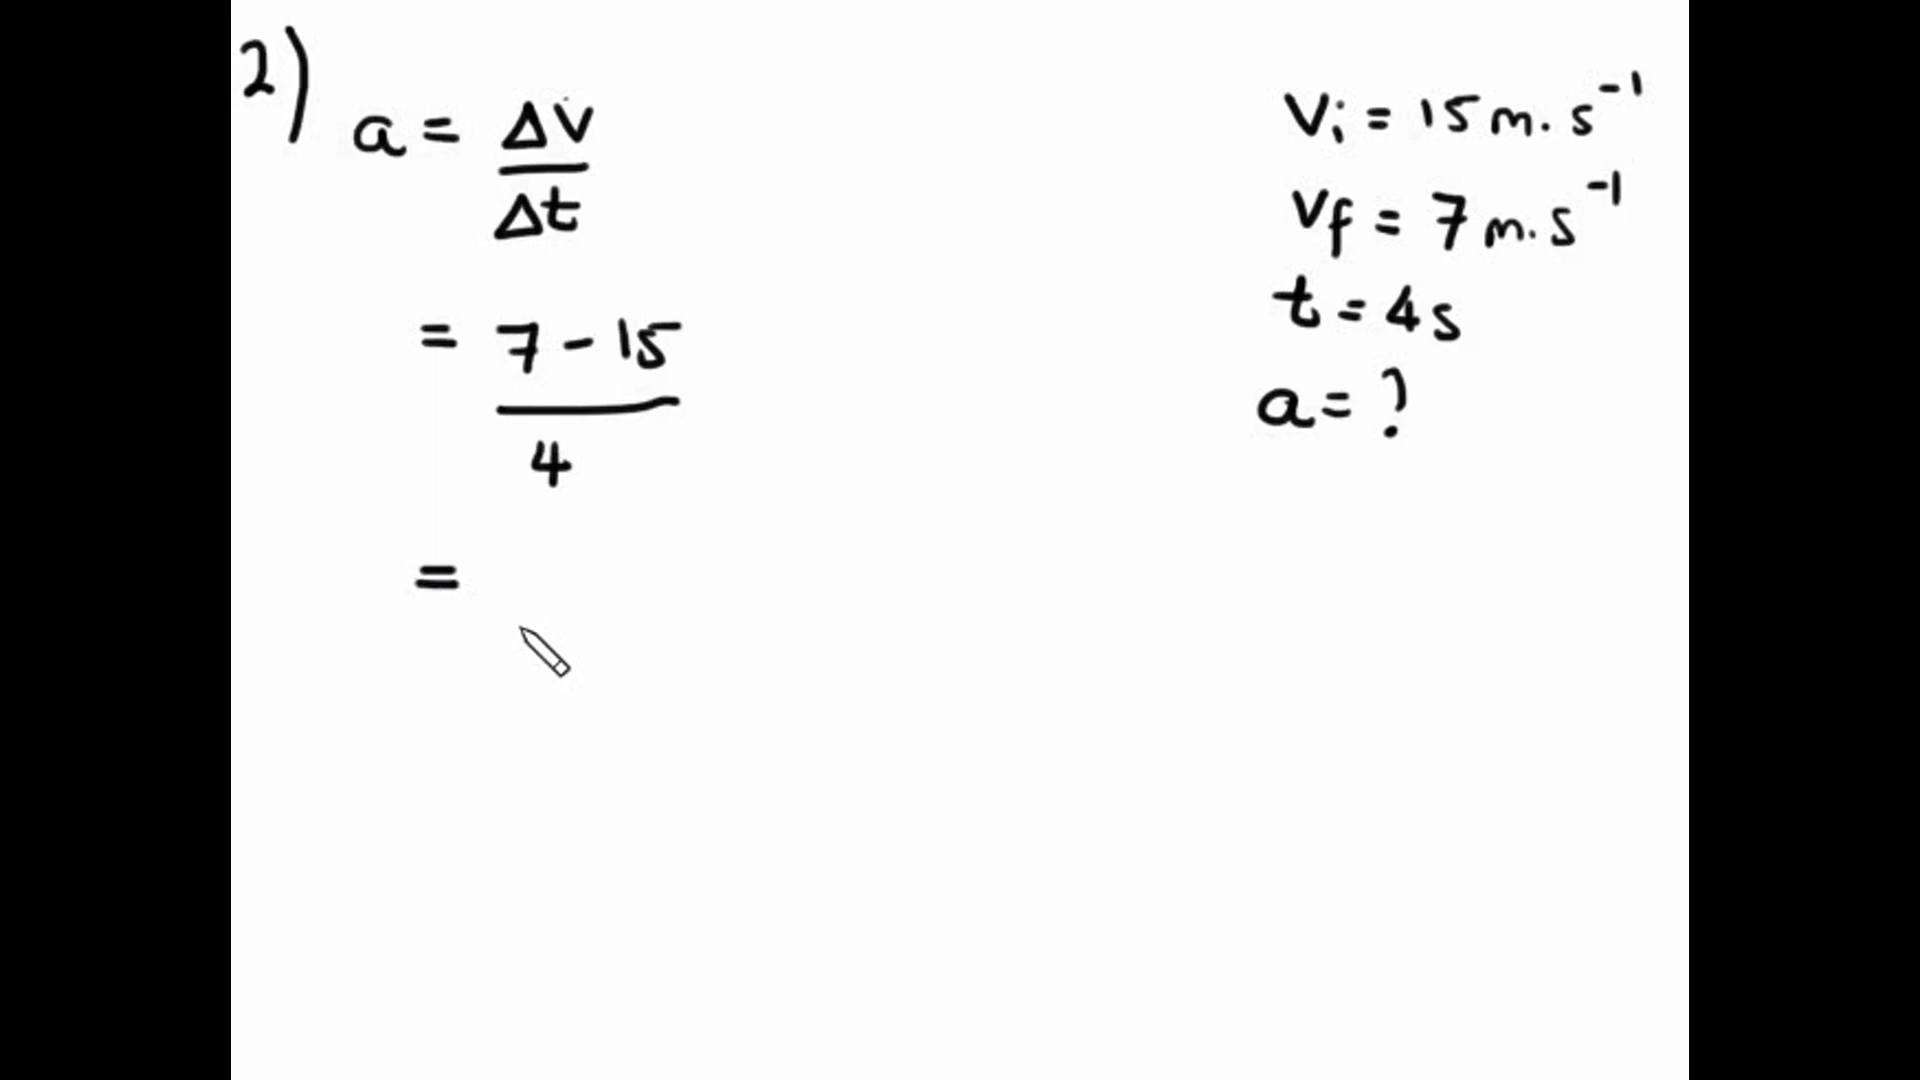 2)
a = Δv
Δt
= 7 - 15
4
=
Vi = 15 m.s⁻¹
Vf = 7 m.s⁻¹
t = 4s
a = ?